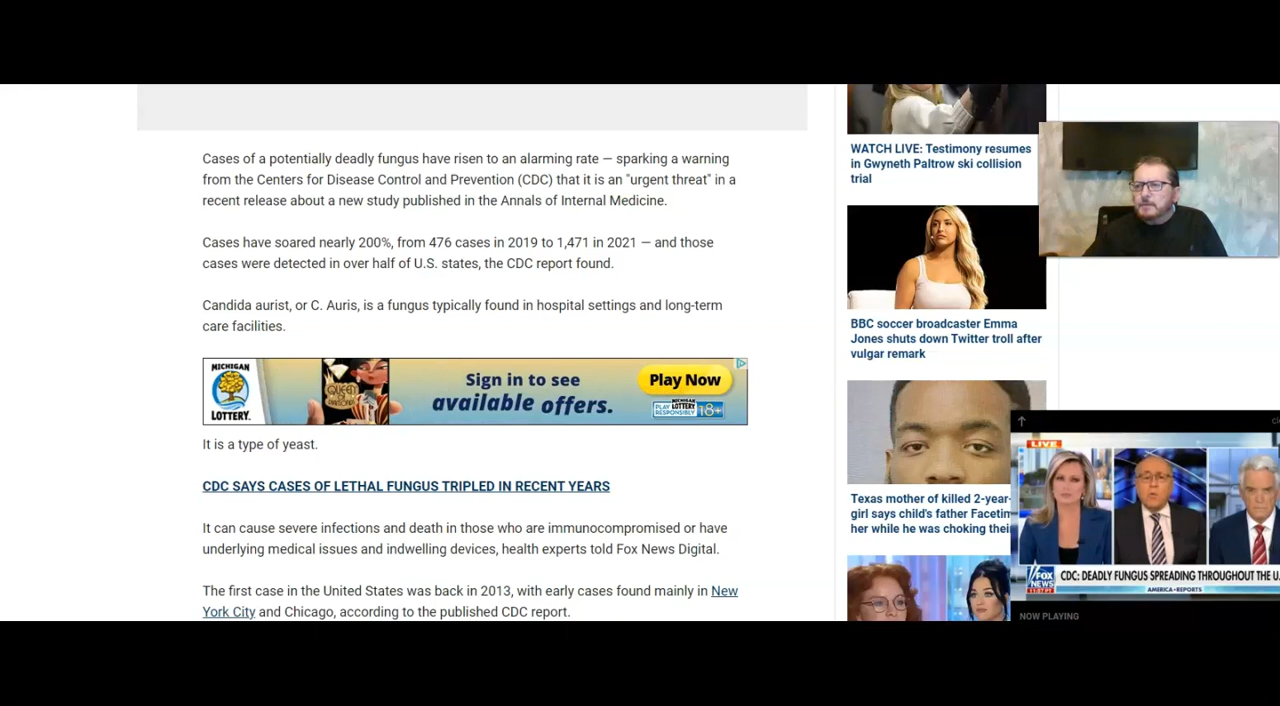 Cases of a potentially deadly fungus have risen to an alarming rate — sparking a warning
from the Centers for Disease Control and Prevention (CDC) that it is an "urgent threat" in a
recent release about a new study published in the Annals of Internal Medicine.
Cases have soared nearly 200%, from 476 cases in 2019 to 1,471 in 2021 — and those
cases were detected in over half of U.S. states, the CDC report found.
Candida aurist, or C. Auris, is a fungus typically found in hospital settings and long-term
care facilities.
MICHIGAN
LOTTERY.
QUEEN
Sign in to see
available offers.
Play Now
PLAY
RESPONSIBLY
MICHIGAN
LOTTERY
18+
It is a type of yeast.
CDC SAYS CASES OF LETHAL FUNGUS TRIPLED IN RECENT YEARS
It can cause severe infections and death in those who are immunocompromised or have
underlying medical issues and indwelling devices, health experts told Fox News Digital.
The first case in the United States was back in 2013, with early cases found mainly in New
York City and Chicago, according to the published CDC report.
WATCH LIVE: Testimony resumes
in Gwyneth Paltrow ski collision
trial
BBC soccer broadcaster Emma
Jones shuts down Twitter troll after
vulgar remark
Texas mother of killed 2-year-
girl says child's father Facetim
her while he was choking thei
LIVE
FOX
NEWS
CDC: DEADLY FUNGUS SPREADING THROUGHOUT THE U.
AMERICA REPORTS
NOW PLAYING